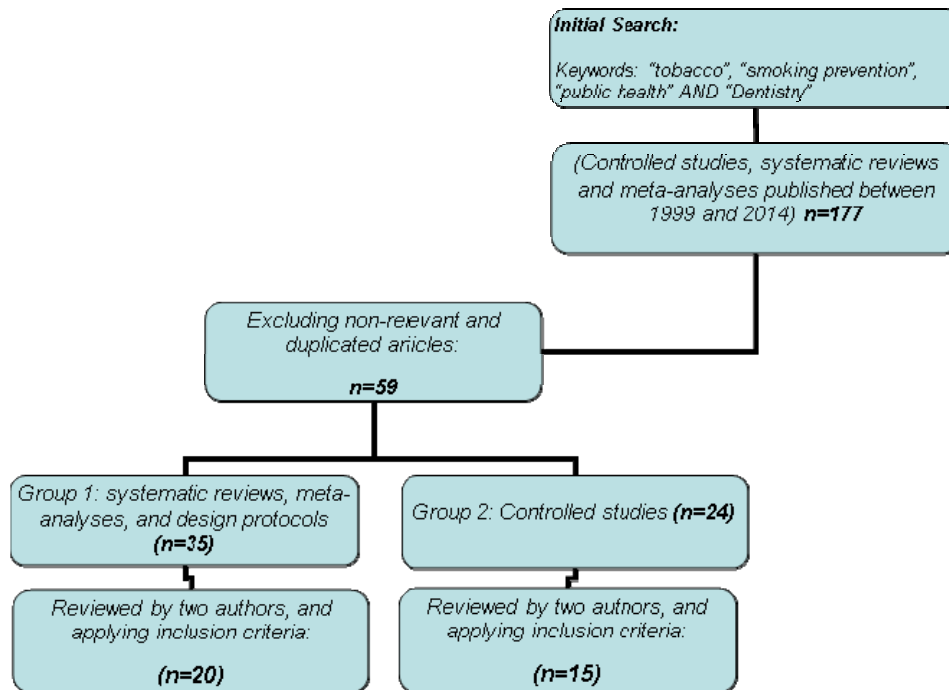 Initial Search:
Keywords: "tobacco", "smoking prevention",
"public health" AND "Dentistry"
(Controlled studies, systematic reviews
and meta-analyses published between
1999 and 2014) n=177
Excluding non-relevant and
duplicated articles:
n=59
Group 1: systematic reviews, meta-
analyses, and design protocols
(n=35)
Group 2: Controlled studies (n=24)
Reviewed by two authors, and
applying inclusion criteria:
(n=20)
Reviewed by two authors, and
applying inclusion criteria:
(n=15)